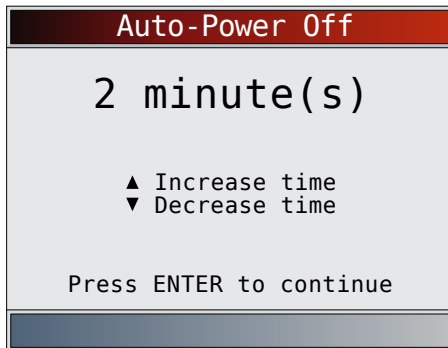 Auto-Power Off
2 minute(s)
▲ Increase time
▼ Decrease time
Press ENTER to continue